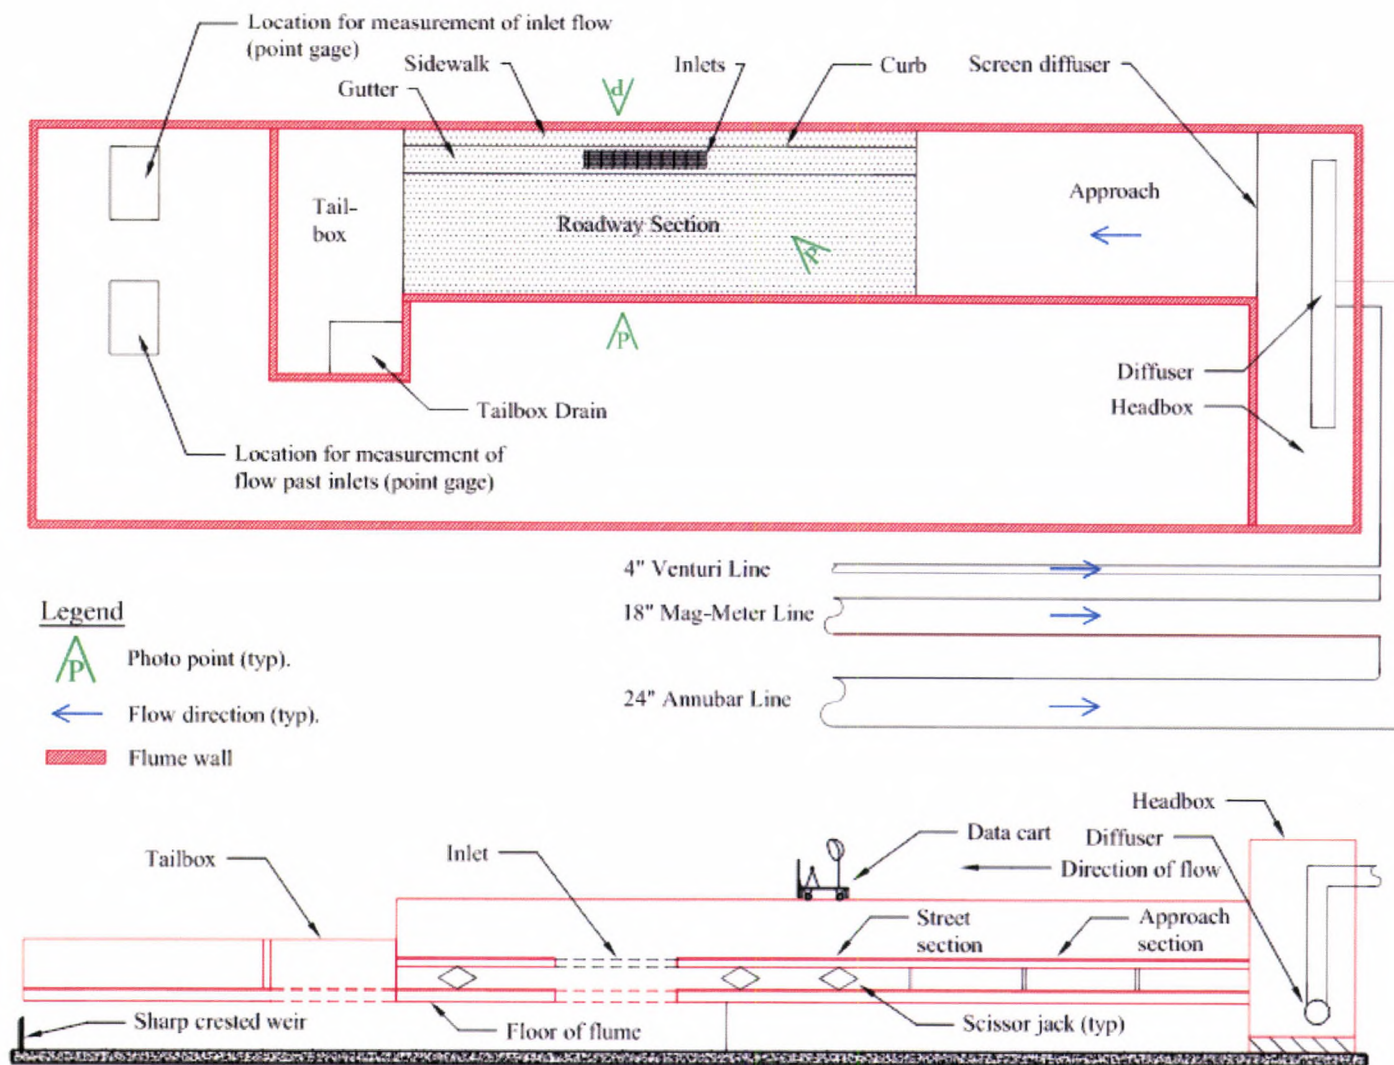 Location for measurement of inlet flow
(point gage)
Sidewalk
Inlets
Curb
Screen diffuser
Gutter
P
Tail-
box
Roadway Section
Approach
P
P
Diffuser
Tailbox Drain
Headbox
Location for measurement of
flow past inlets (point gage)
4" Venturi Line
18" Mag-Meter Line
24" Annubar Line
Legend
P
Photo point (typ).
Flow direction (typ).
Flume wall
Headbox
Data cart
Diffuser
Tailbox
Inlet
Direction of flow
Street
section
Approach
section
Sharp crested weir
Floor of flume
Scissor jack (typ)